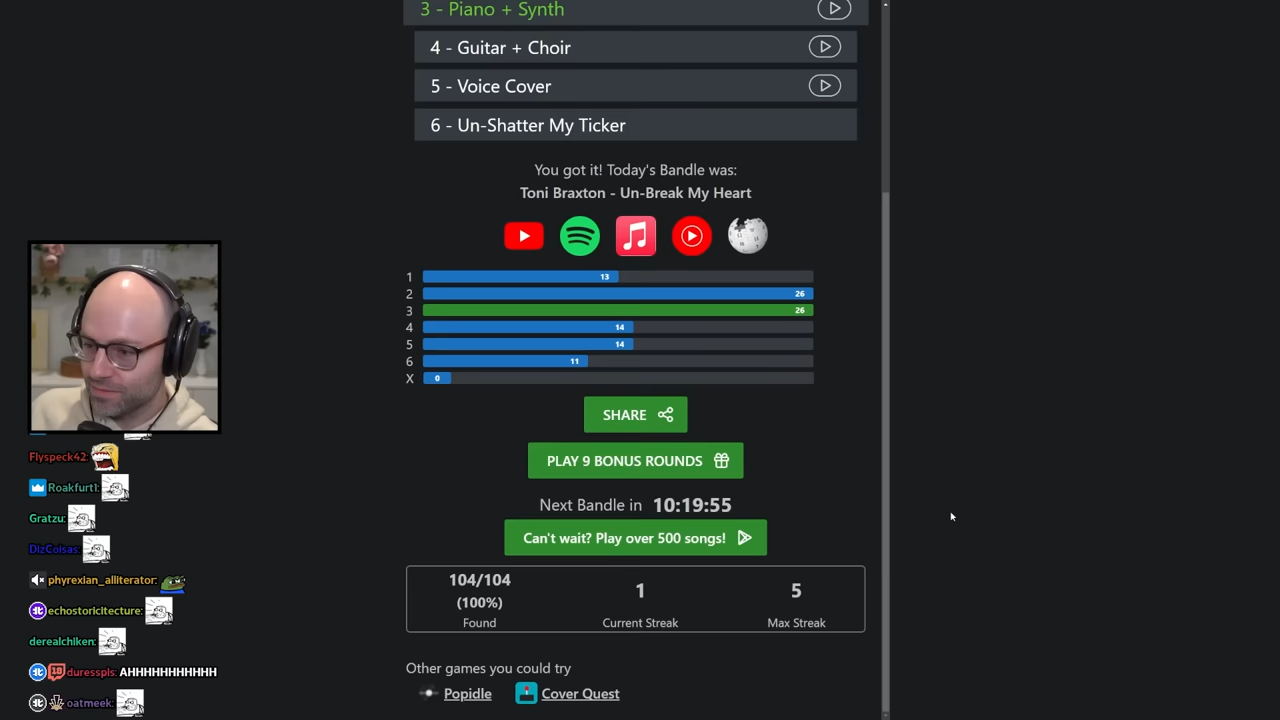 3 - Piano + Synth
4 - Guitar + Choir
5 - Voice Cover
6 - Un-Shatter My Ticker
You got it! Today's Bandle was:
Toni Braxton - Un-Break My Heart
1 13
2 26
3 26
4 14
5 14
6 11
X 0
SHARE
PLAY 9 BONUS ROUNDS
Next Bandle in 10:19:55
Can't wait? Play over 500 songs!
104/104
(100%)
Found
1
Current Streak
5
Max Streak
Other games you could try
Popidle
Cover Quest
Flyspeck42:
Roakfurt1:
Gratzu:
DizCoisas:
phyrexian_alliterator:
echostoricitecture:
derealchlken:
18 duresspls: AHHHHHHHHHHH
oatmeek: